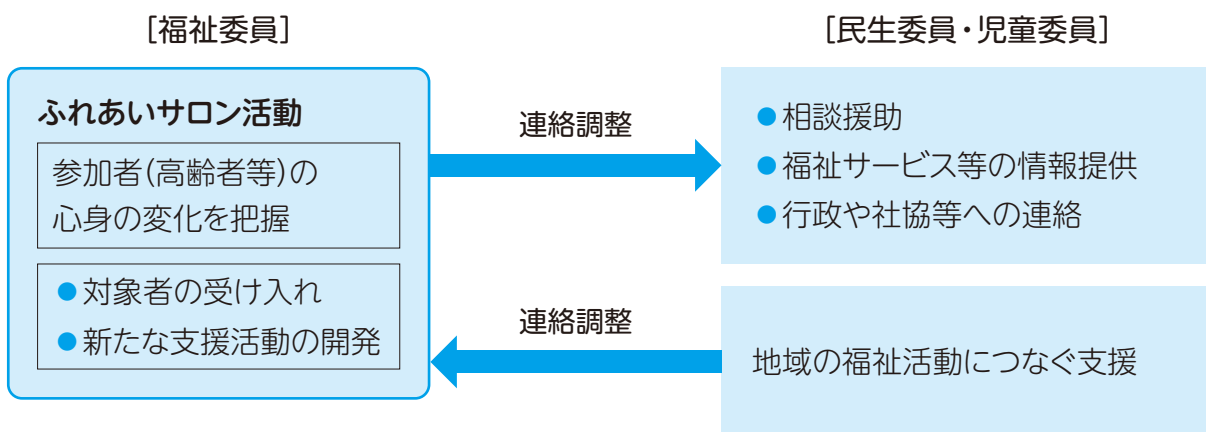 [福祉委員]
ふれあいサロン活動
参加者(高齢者等)の
心身の変化を把握
●対象者の受け入れ
●新たな支援活動の開発
連絡調整
連絡調整
[民生委員・児童委員]
●相談援助
●福祉サービス等の情報提供
●行政や社協等への連絡
地域の福祉活動につなぐ支援